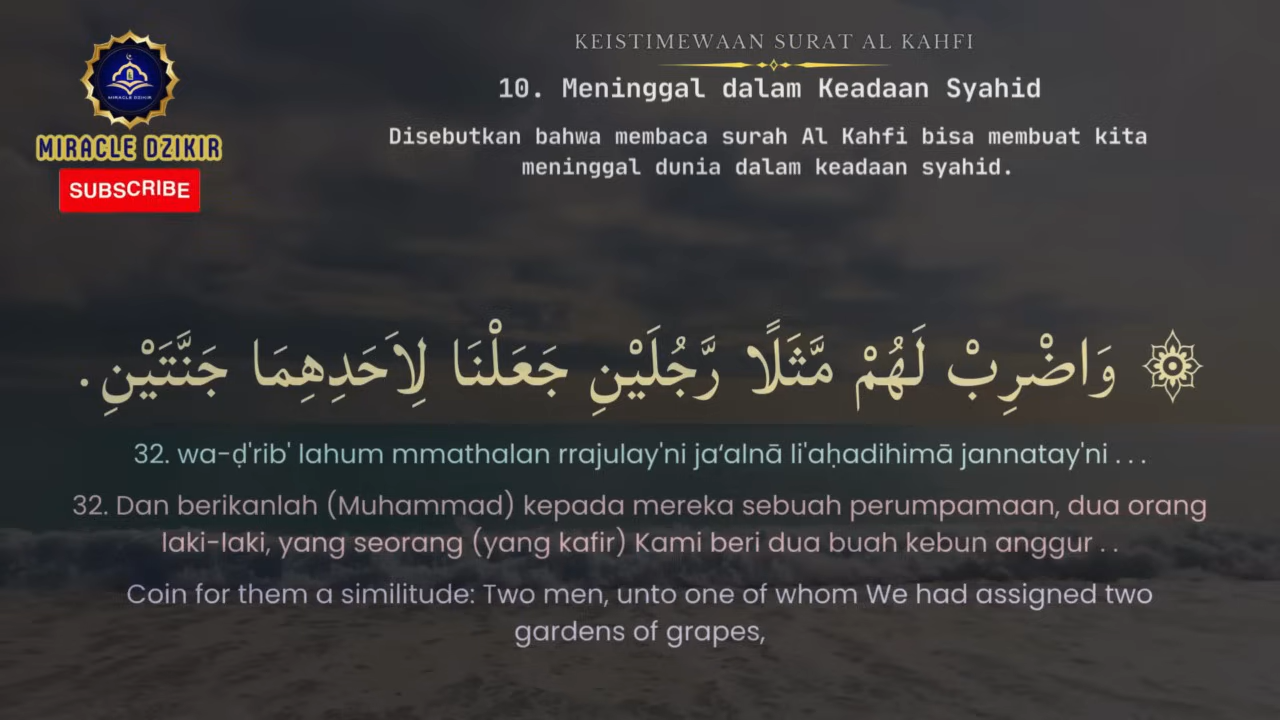 KEISTIMEWAAN SURAT AL KAHFI
10. Meninggal dalam Keadaan Syahid
Disebutkan bahwa membaca surah Al Kahfi bisa membuat kita
meninggal dunia dalam keadaan syahid.
MIRACLE DZIKIR
MIRACLE DZIKIR
SUBSCRIBE
۞ وَاضْرِبْ لَهُمْ مَّثَلًا رَّجُلَيْنِ جَعَلْنَا لِاَحَدِهِمَا جَنَّتَيْنِ .
32. wa-ḍ'rib' lahum mmathalan rrajulay'ni ja‘alnā li'aḥadihimā jannatay'ni . . .
32. Dan berikanlah (Muhammad) kepada mereka sebuah perumpamaan, dua orang
laki-laki, yang seorang (yang kafir) Kami beri dua buah kebun anggur . .
Coin for them a similitude: Two men, unto one of whom We had assigned two
gardens of grapes,